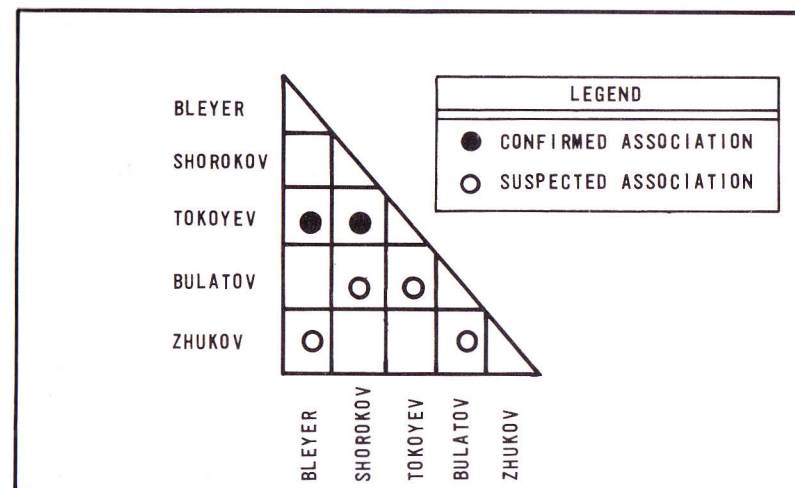 BLEYER
SHOROKOV
TOKOYEV
BULATOV
ZHUKOV
LEGEND
CONFIRMED ASSOCIATION
SUSPECTED ASSOCIATION
BLEYER
SHOROKOV
TOKOYEV
BULATOV
ZHUKOV